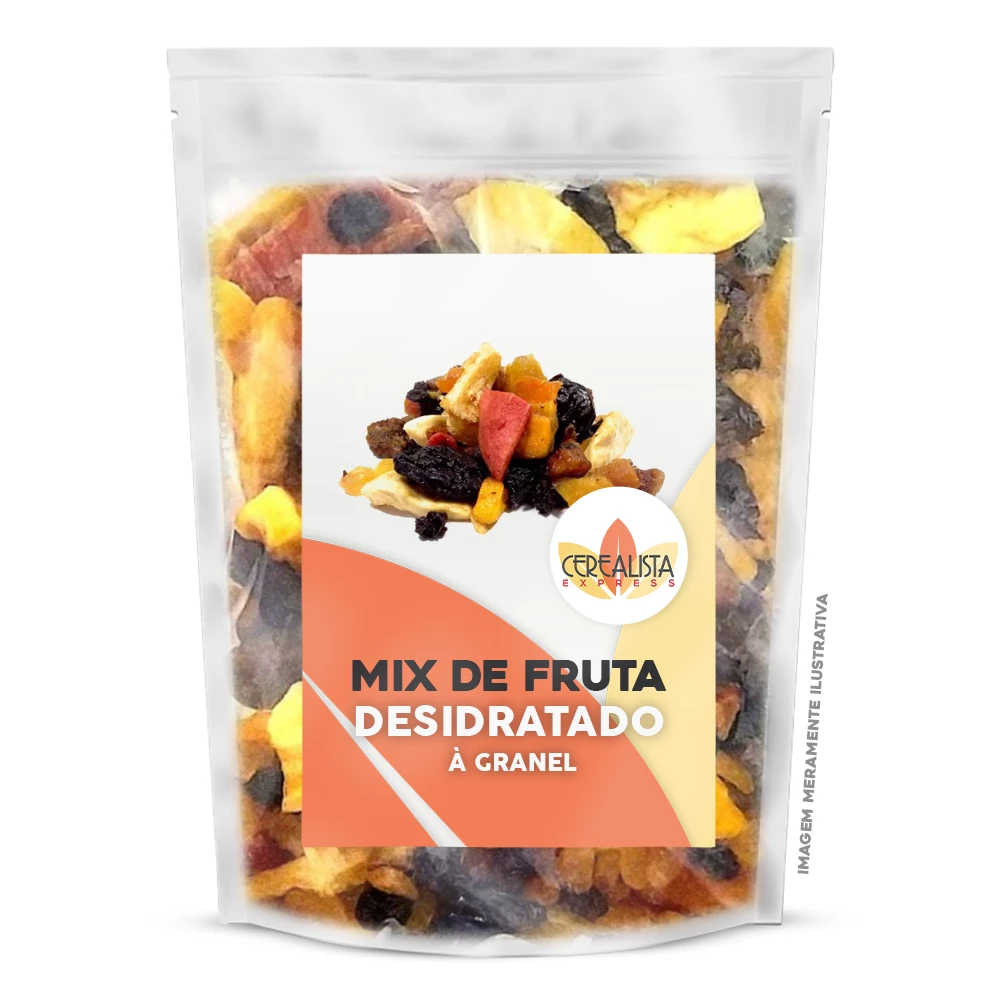 CEREALISTA
EXPRESS
MIX DE FRUTA
DESIDRATADO
À GRANEL
IMAGEM MERAMENTE ILUSTRATIVA